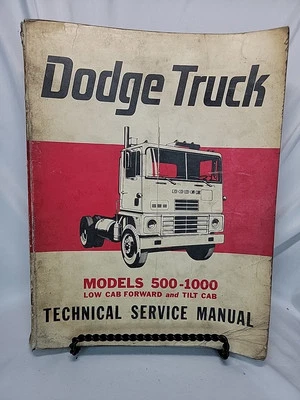 Dodge Truck
MODELS 500-1000
LOW CAB FORWARD and TILT CAB
TECHNICAL SERVICE MANUAL